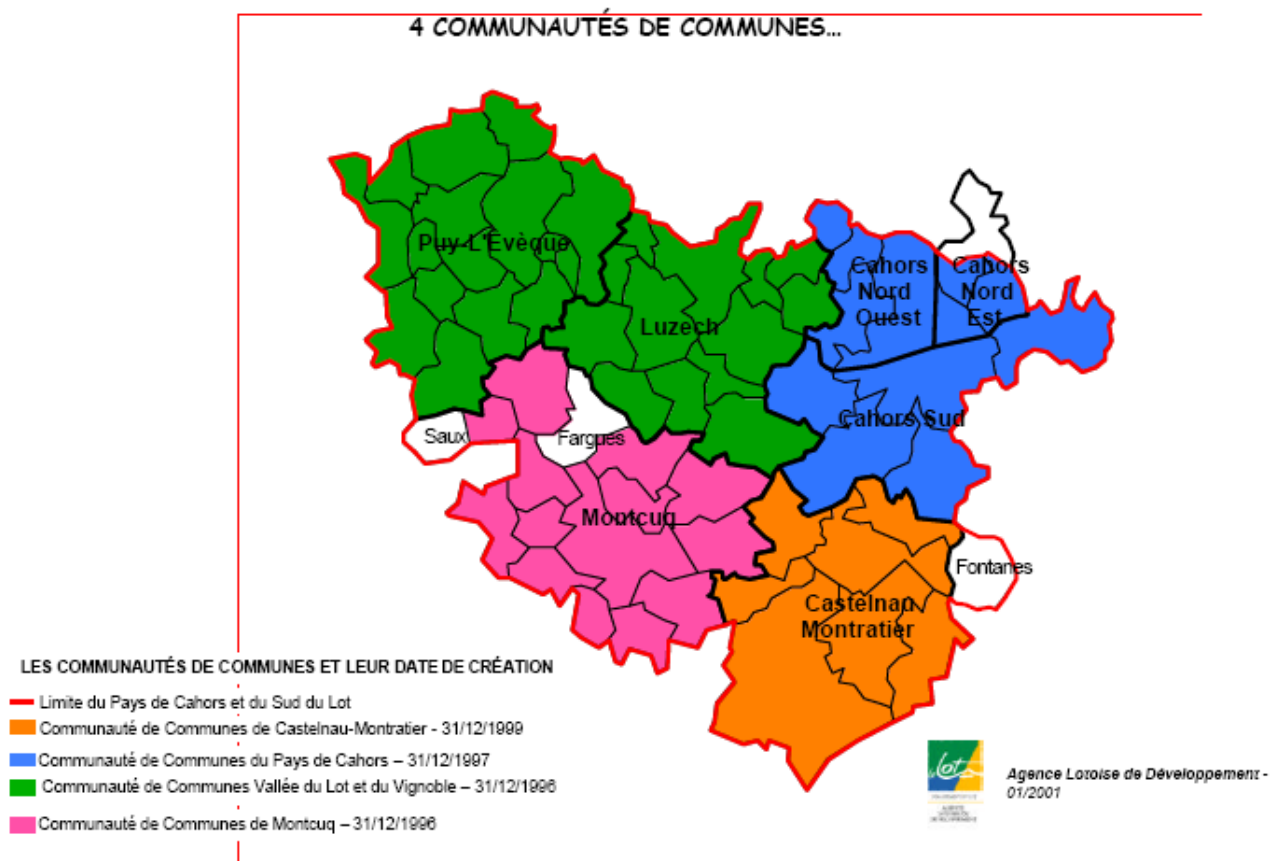 4 COMMUNAUTÉS DE COMMUNES...
Puy-L'Evèque
Cahors
Nord
Ouest
Cahors
Nord
Est
Luzech
Cahors Sud
Saux
Fargues
Montcuq
Fontanes
Castelnau
Montratier
LES COMMUNAUTÉS DE COMMUNES ET LEUR DATE DE CRÉATION
Limite du Pays de Cahors et du Sud du Lot
Communauté de Communes de Castelnau-Montratier - 31/12/1999
Communauté de Communes du Pays de Cahors – 31/12/1997
Communauté de Communes Vallée du Lot et du Vignoble – 31/12/1996
Communauté de Communes de Montcuq – 31/12/1996
Lot
Agence Lotoise de Développement -
01/2001